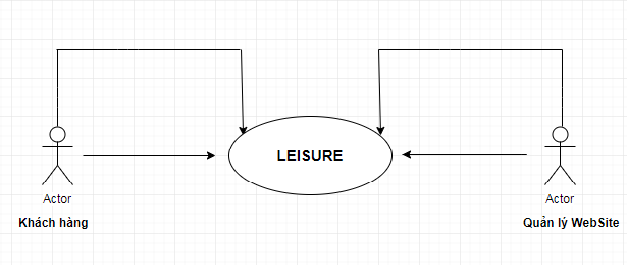 LEISURE
Actor
Actor
Khách hàng
Quản lý WebSite